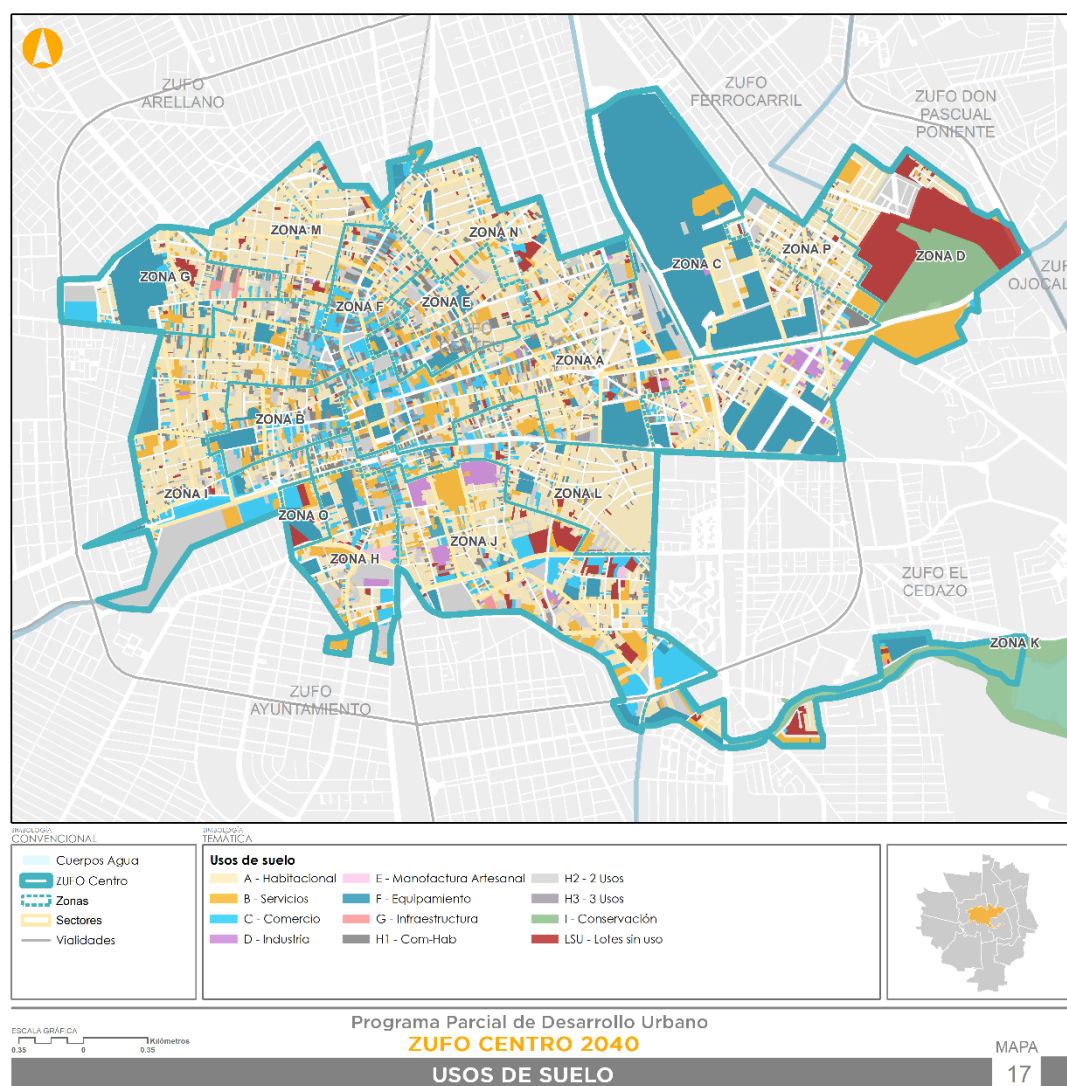 ZUFO
ARELLANO
ZUFO
FERROCARRIL
ZUFO DON
PASCUAL
PONIENTE
ZONA M
ZONA N
ZONA P
ZONA D
ZONA G
ZONA C
ZUF
OJOCAL
ZONA F
ZONA E
ZUFO
CENTRO
ZONA A
ZONA B
ZONA I
ZONA L
ZONA O
ZONA J
ZONA H
ZUFO EL
CEDAZO
ZONA K
ZUFO
AYUNTAMIENTO
SIMBOLOGÍA
CONVENCIONAL
Cuerpos Agua
ZUFO Centro
Zonas
Sectores
Vialidades
SIMBOLOGÍA
TEMÁTICA
Usos de suelo
A - Habitacional
B - Servicios
C - Comercio
D - Industria
E - Manofactura Artesanal
F - Equipamiento
G - Infraestructura
H1 - Com-Hab
H2 - 2 Usos
H3 - 3 Usos
I - Conservación
LSU - Lotes sin uso
ESCALA GRÁFICA
Kilómetros
0.35 0 0.35
Programa Parcial de Desarrollo Urbano
ZUFO CENTRO 2040
USOS DE SUELO
MAPA
17